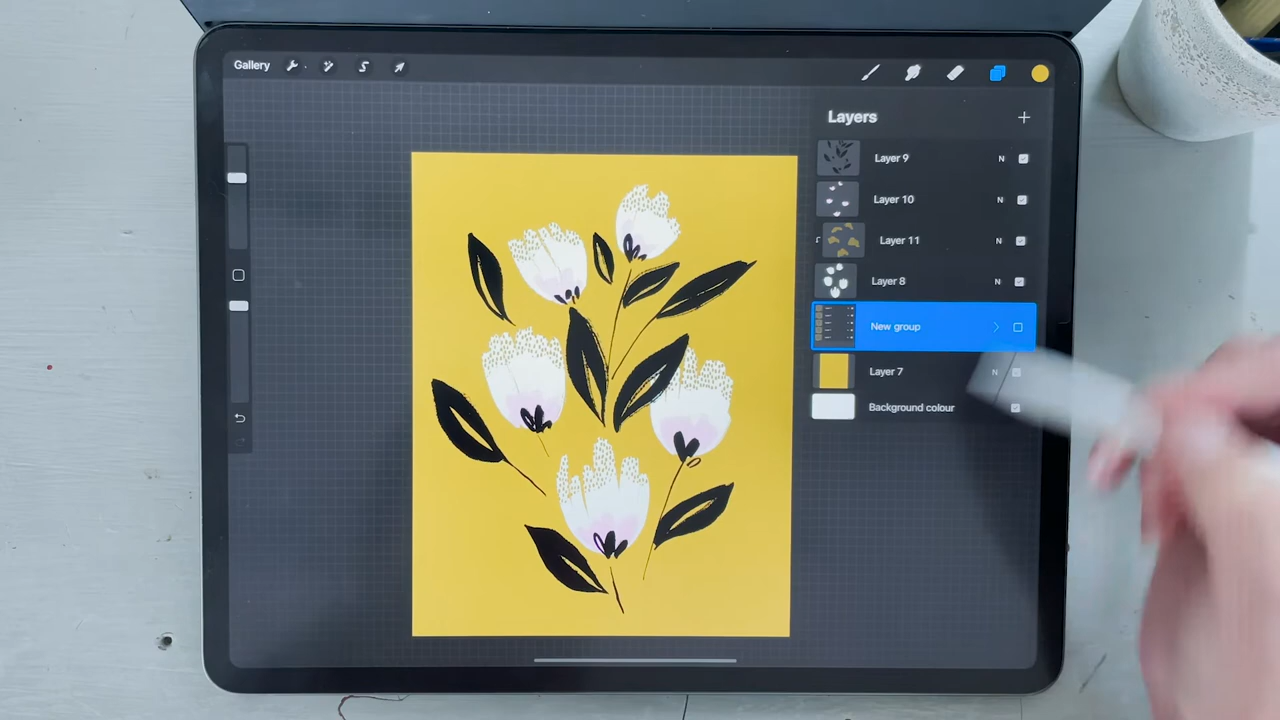 Gallery
Layers
Layer 9 N
Layer 10 N
Layer 11 N
Layer 8 N
New group
Layer 7 N
Background colour